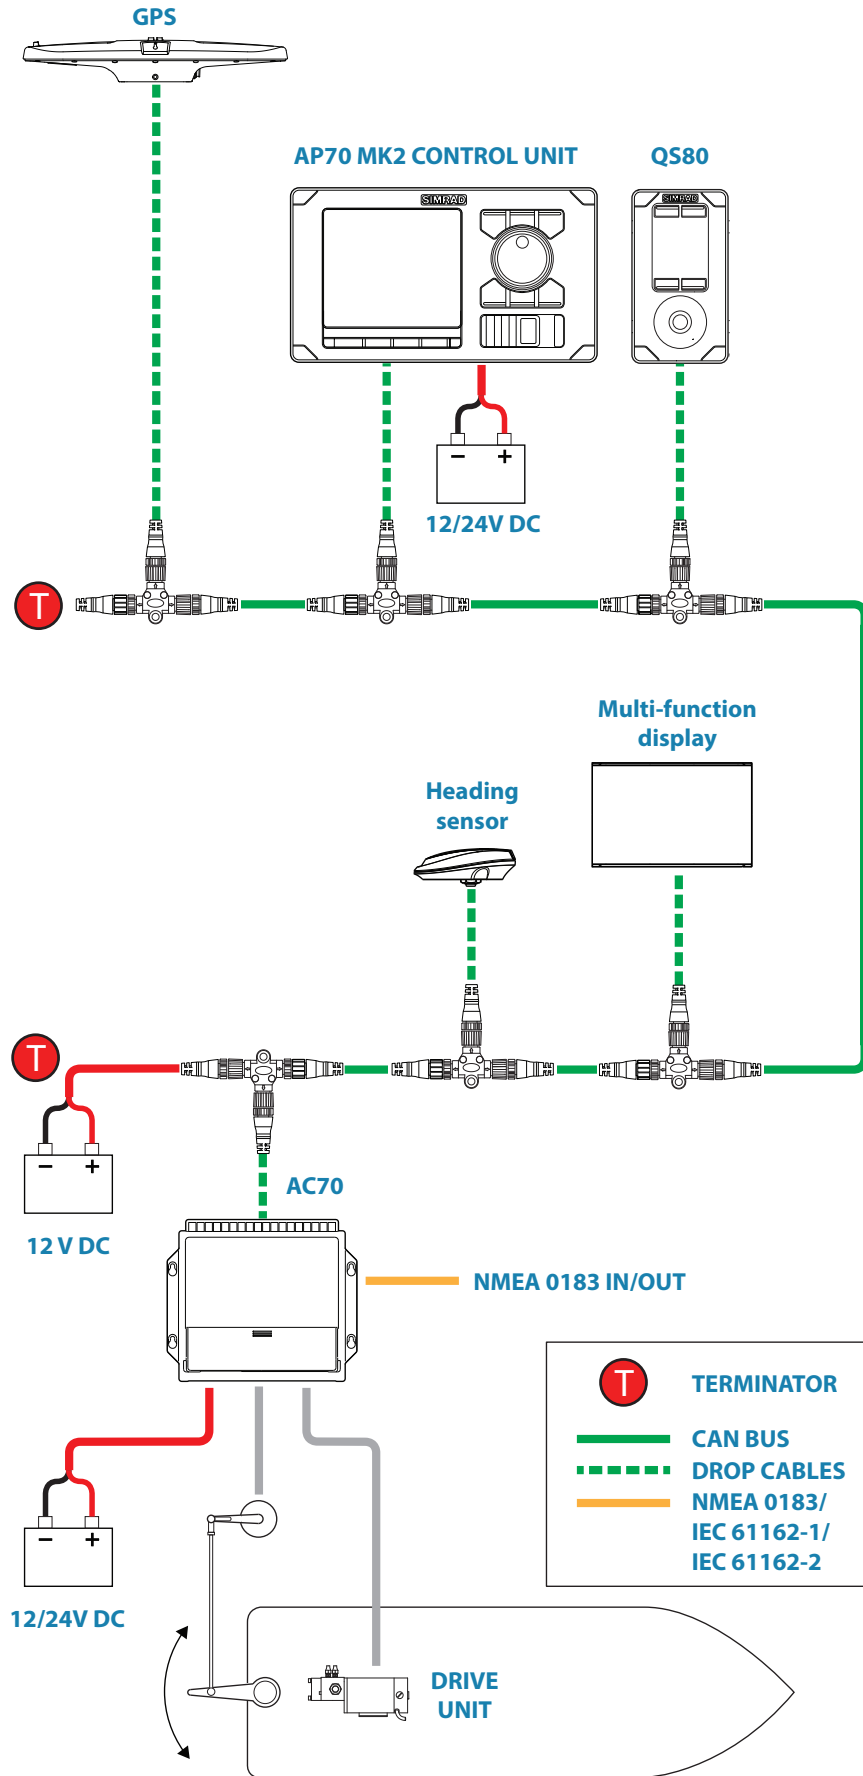 GPS
AP70 MK2 CONTROL UNIT
QS80
SIMRAD
SIMRAD
− +
12/24V DC
T
Multi-function
display
Heading
sensor
T
− +
12 V DC
AC70
NMEA 0183 IN/OUT
T TERMINATOR
CAN BUS
DROP CABLES
NMEA 0183/
IEC 61162-1/
IEC 61162-2
− +
12/24V DC
DRIVE
UNIT